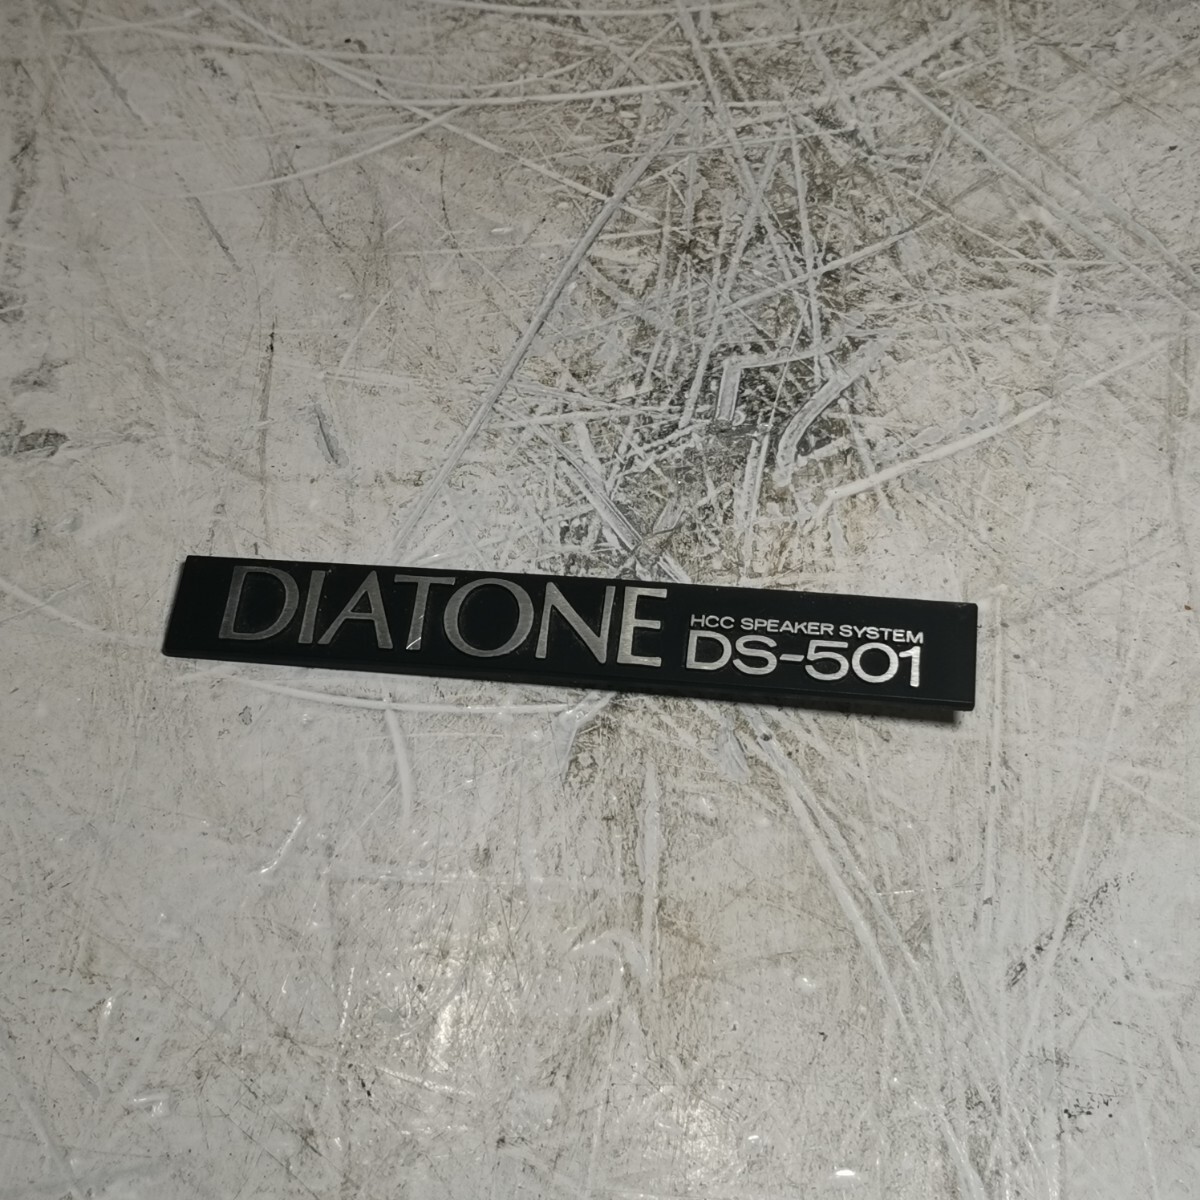 DIATONE
HCC SPEAKER SYSTEM
DS-501